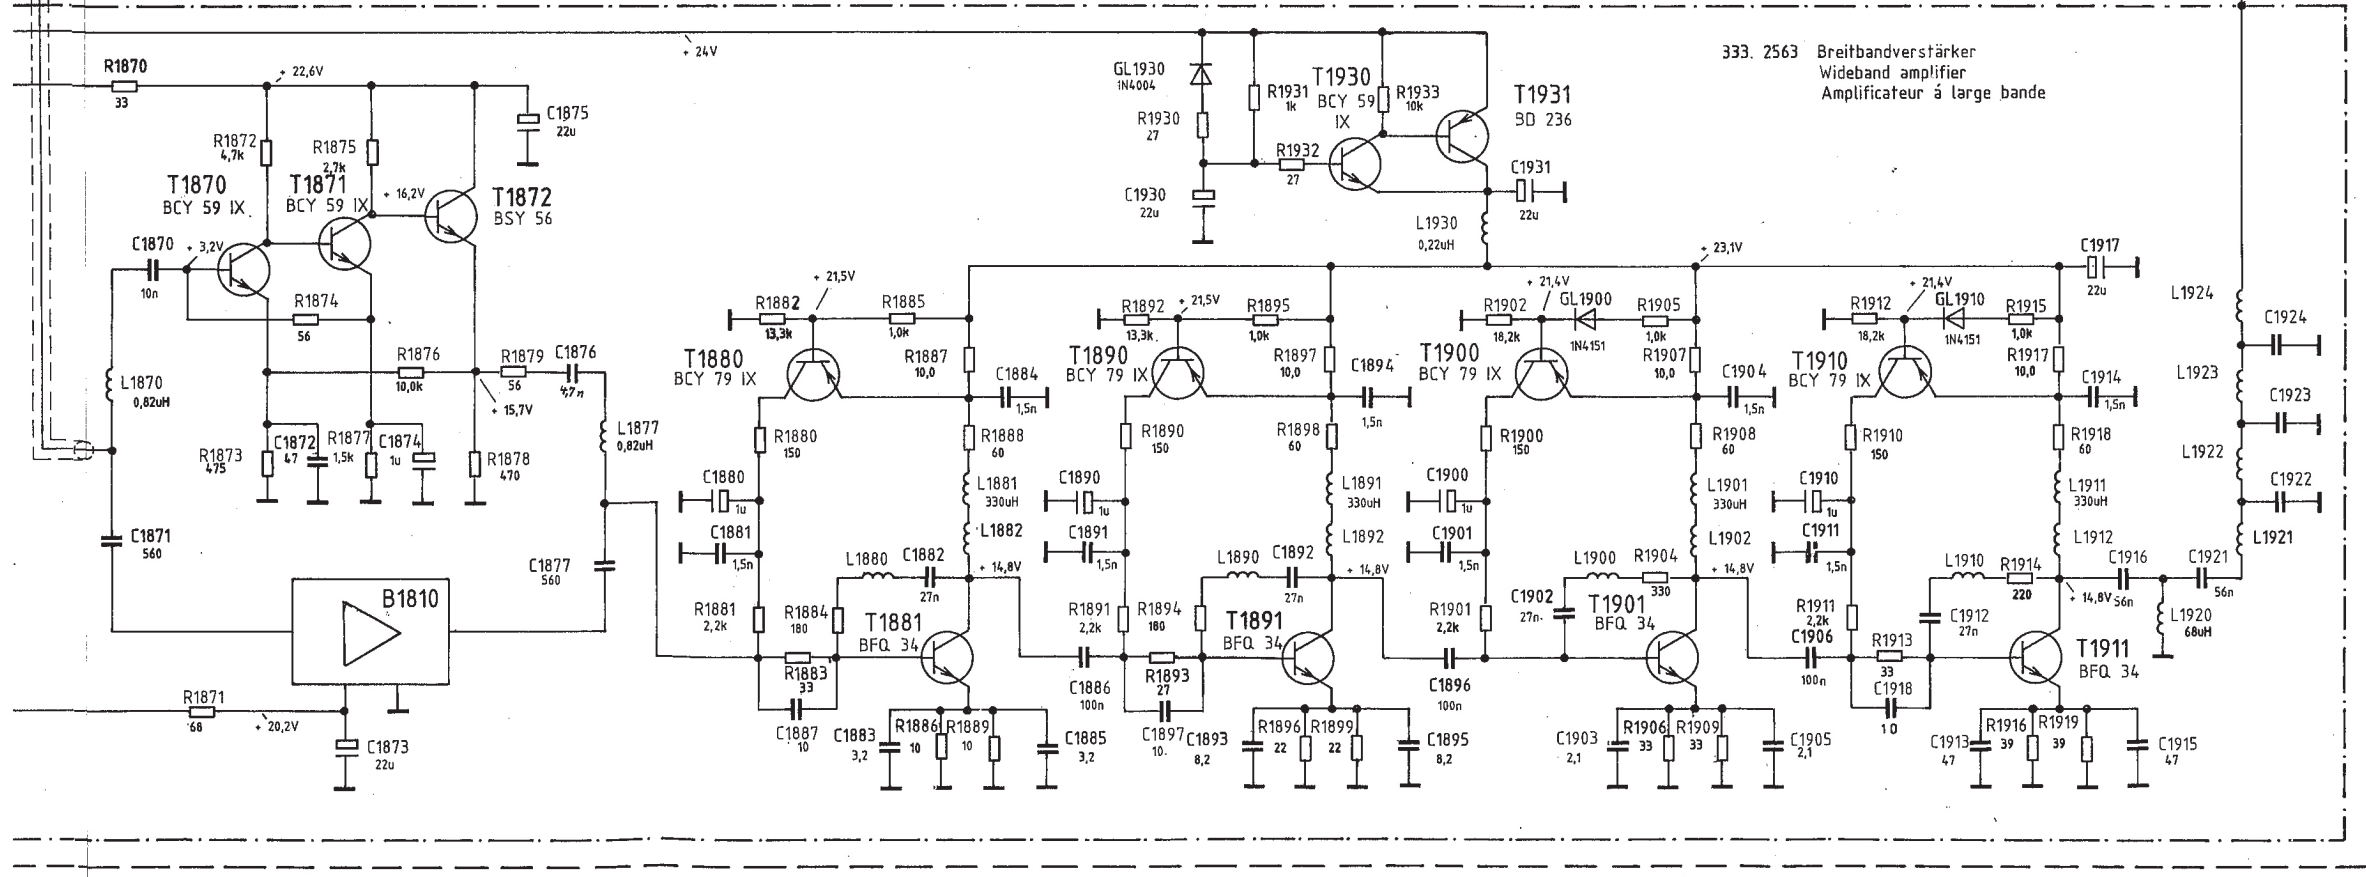 + 24V
333. 2563 Breitbandverstärker
Wideband amplifier
Amplificateur á large bande
R1870
33
+ 22,6V
C1875
22u
R1872
4,7k
R1875
2,7k
T1870
BCY 59 IX
T1871
BCY 59 IX
+ 16,2V
T1872
BSY 56
C1870
10n
+ 3,2V
R1874
56
R1876
10,0k
R1879
56
C1876
4,7n
+ 15,7V
L1870
0,82uH
L1877
0,82uH
R1873
475
C1872
47
R1877
1,5k
C1874
1u
R1878
470
C1871
560
C1877
560
B1810
R1871
68
+ 20,2V
C1873
22u
GL1930
1N4004
R1930
27
R1931
1k
T1930
BCY 59
IX
R1933
10k
T1931
BD 236
R1932
27
C1930
22u
C1931
22u
L1930
0,22uH
+ 23,1V
C1917
22u
R1882
13,3k
+ 21,5V
R1885
1,0k
T1880
BCY 79 IX
R1887
10,0
C1884
1,5n
R1880
150
R1888
60
C1880
1u
L1881
330uH
C1881
1,5n
L1882
L1880
C1882
27n
+ 14,8V
R1881
2,2k
R1884
180
T1881
BFQ 34
R1883
33
C1887
10
C1883
3,2
R1886
10
R1889
10
C1885
3,2
C1886
100n
R1892
13,3k
+ 21,5V
R1895
1,0k
T1890
BCY 79 IX
R1897
10,0
C1894
1,5n
R1890
150
R1898
60
C1890
1u
L1891
330uH
C1891
1,5n
L1892
L1890
C1892
27n
+ 14,8V
R1891
2,2k
R1894
180
T1891
BFQ 34
R1893
27
C1897
10
C1893
8,2
R1896
22
R1899
22
C1895
8,2
C1896
100n
R1902
18,2k
+ 21,4V
GL1900
1N4151
R1905
1,0k
T1900
BCY 79 IX
R1907
10,0
C1904
1,5n
R1900
150
R1908
60
C1900
1u
L1901
330uH
C1901
1,5n
L1902
L1900
R1904
330
+ 14,8V
R1901
2,2k
C1902
27n
T1901
BFQ 34
C1903
2,1
R1906
33
R1909
33
C1905
2,1
C1906
100n
R1912
18,2k
+ 21,4V
GL1910
1N4151
R1915
1,0k
T1910
BCY 79 IX
R1917
10,0
C1914
1,5n
R1910
150
R1918
60
C1910
1u
L1911
330uH
C1911
1,5n
L1912
L1910
R1914
220
+ 14,8V
R1911
2,2k
C1912
27n
R1913
33
C1918
10
T1911
BFQ 34
C1913
47
R1916
39
R1919
39
C1915
47
C1916
56n
C1921
56n
L1920
68uH
L1924
C1924
L1923
C1923
L1922
C1922
L1921